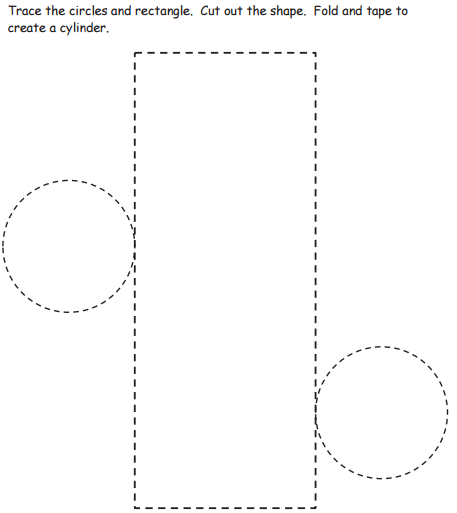 Trace the circles and rectangle.  Cut out the shape.  Fold and tape to
create a cylinder.